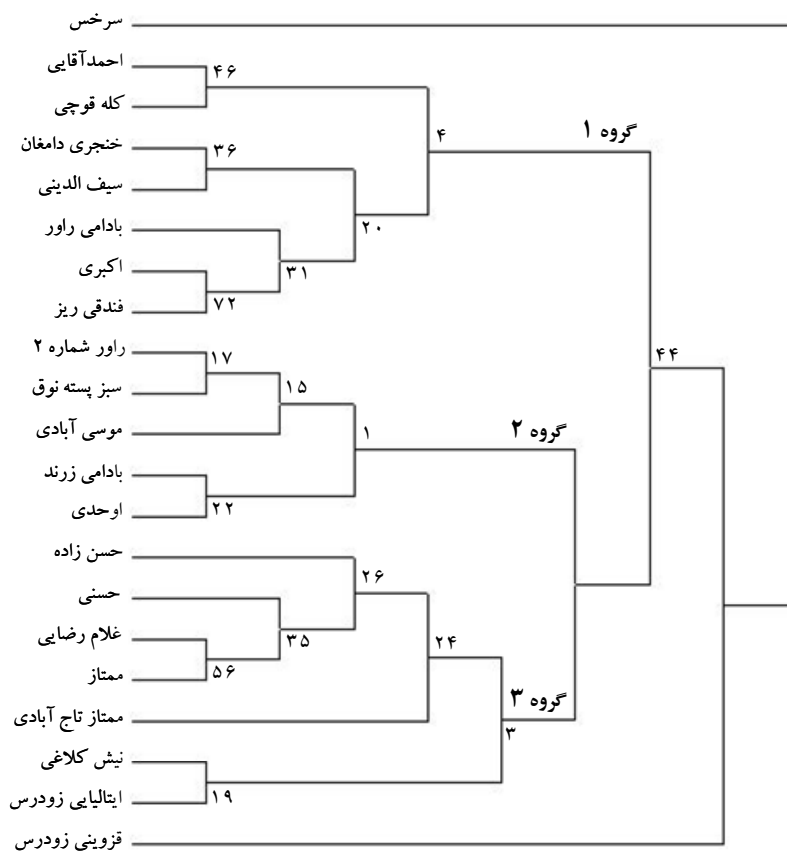 سرخس
احمدآقایی
۴۶
کله قوچی
گروه ۱
۴
خنجری دامغان
۳۶
سیف الدینی
بادامی راور
۲۰
اکبری
۳۱
فندقی ریز
۷۲
راور شماره ۲
۱۷
۴۴
سبز پسته نوق
۱۵
موسی آبادی
۱
گروه ۲
بادامی زرند
اوحدی
۲۲
حسن زاده
۲۶
حسنی
غلام رضایی
۳۵
۲۴
ممتاز
۵۶
گروه ۳
ممتاز تاج آبادی
۳
نیش کلاغی
ایتالیایی زودرس
۱۹
قزوینی زودرس